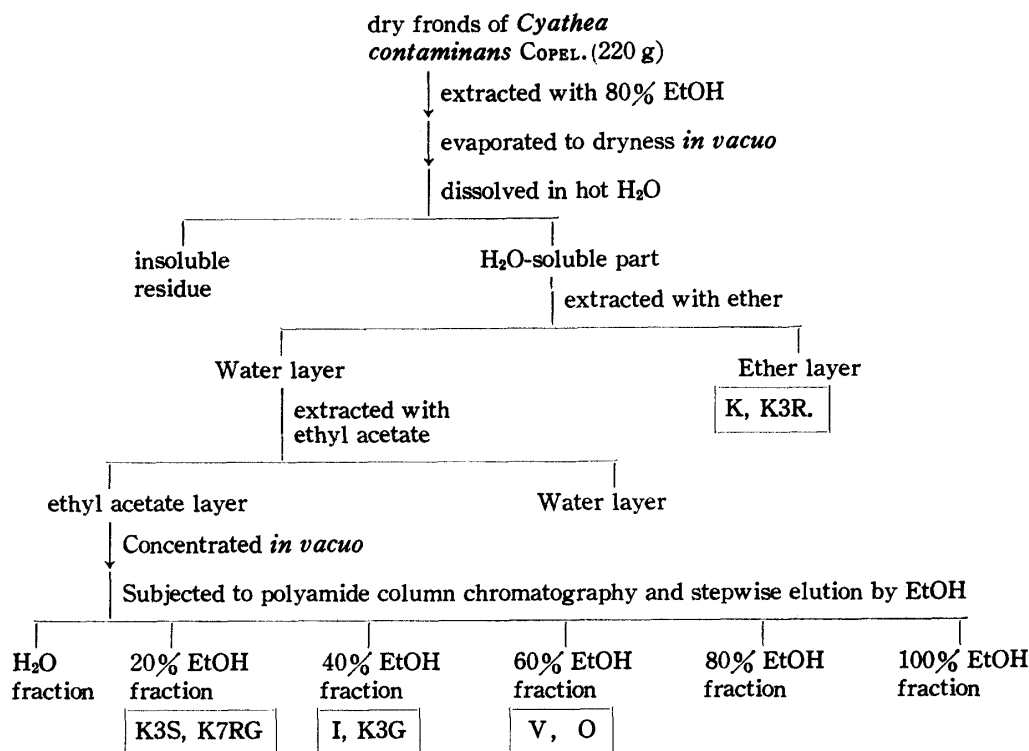 dry fronds of Cyathea
contaminans COPEL. (220 g)
extracted with 80% EtOH
evaporated to dryness in vacuo
dissolved in hot H₂O
insoluble
residue
H₂O-soluble part
extracted with ether
Water layer
Ether layer
K, K3R.
extracted with
ethyl acetate
ethyl acetate layer
Water layer
Concentrated in vacuo
Subjected to polyamide column chromatography and stepwise elution by EtOH
H₂O
fraction
20% EtOH
fraction
K3S, K7RG
40% EtOH
fraction
I, K3G
60% EtOH
fraction
V, O
80% EtOH
fraction
100% EtOH
fraction